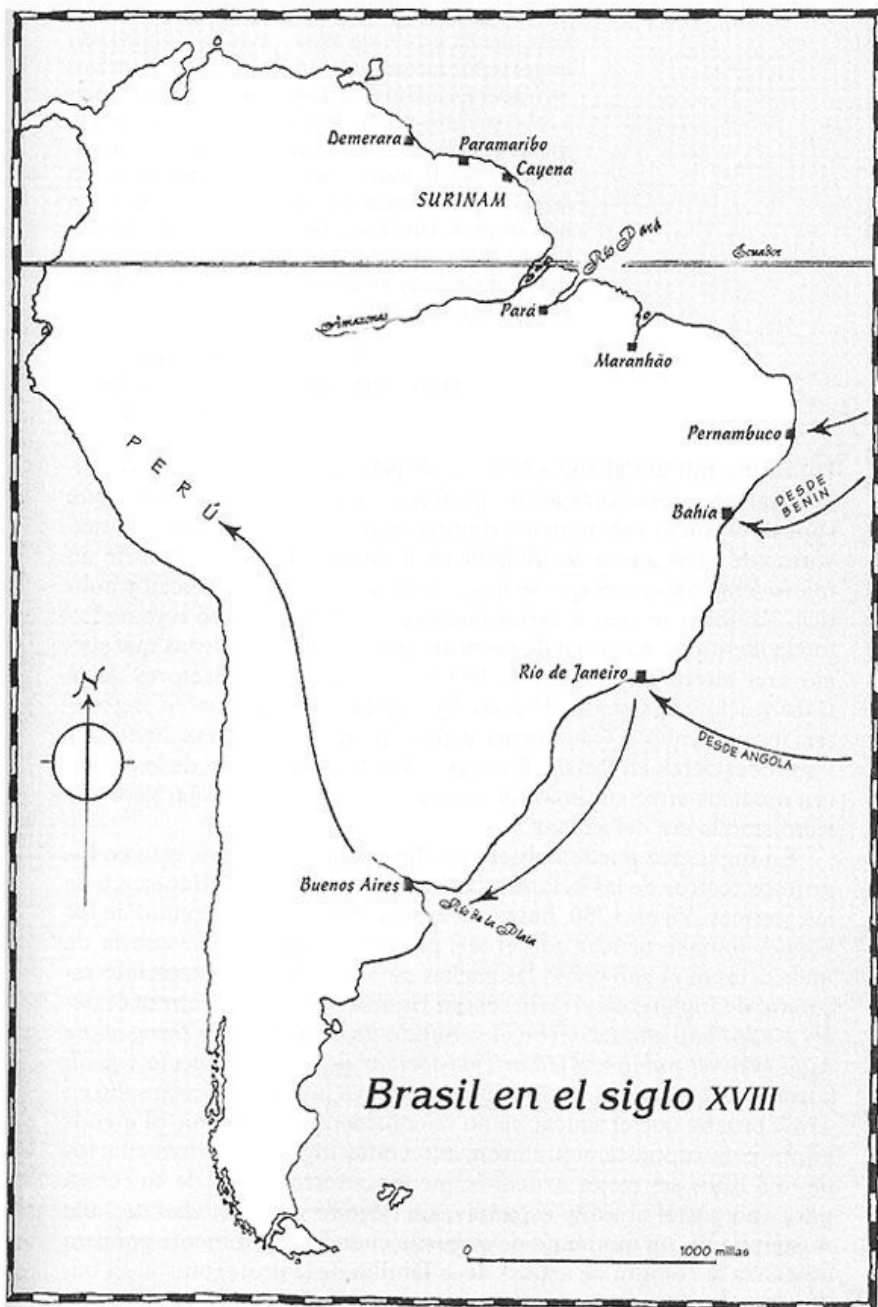 Demerara
Paramaribo
Cayena
SURINAM
Río Pará
Ecuador
Amazonas
Pará
Maranhão
Pernambuco
PERÚ
DESDE
BENIN
Bahía
Río de Janeiro
N
DESDE ANGOLA
Buenos Aires
Río de la Plata
Brasil en el siglo XVIII
0 1000 millas